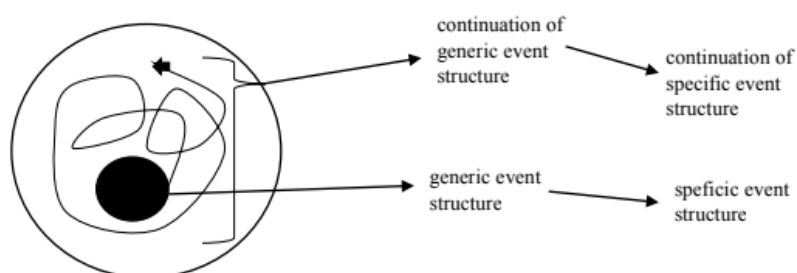 continuation of
generic event
structure
continuation of
specific event
structure
generic event
structure
speficic event
structure